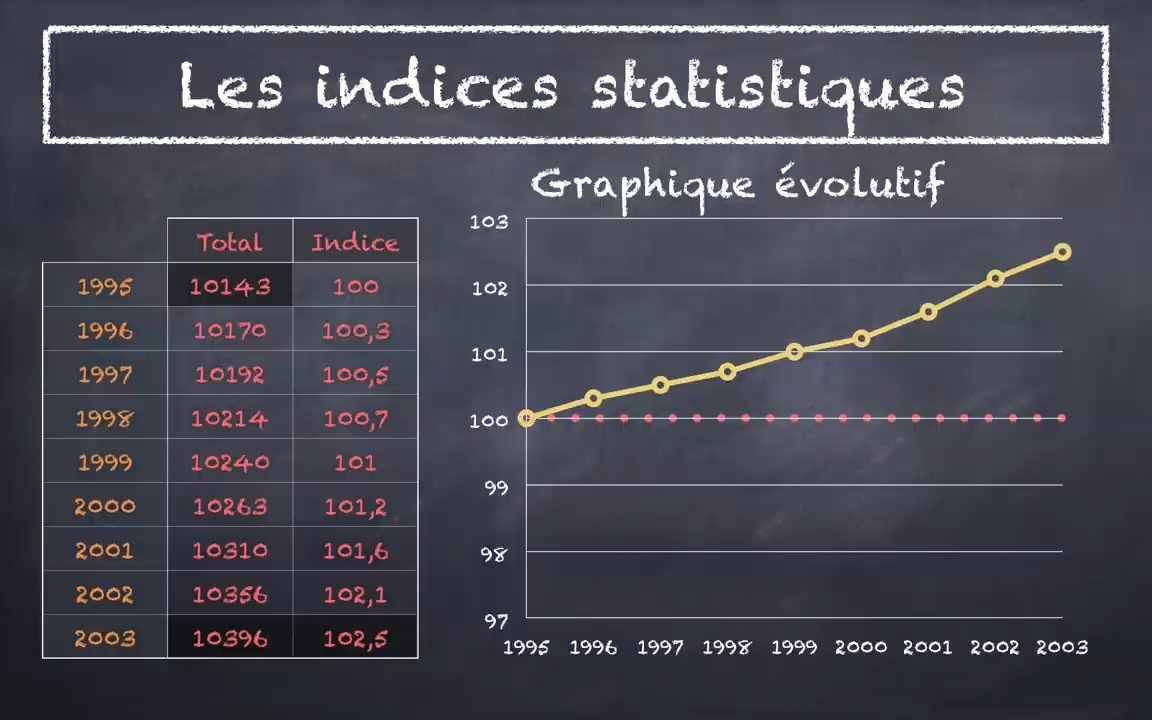 Les indices statistiques
Graphique évolutif
Total Indice
1995 10143 100
1996 10170 100,3
1997 10192 100,5
1998 10214 100,7
1999 10240 101
2000 10263 101,2
2001 10310 101,6
2002 10356 102,1
2003 10396 102,5
103
102
101
100
99
98
97
1995 1996 1997 1998 1999 2000 2001 2002 2003